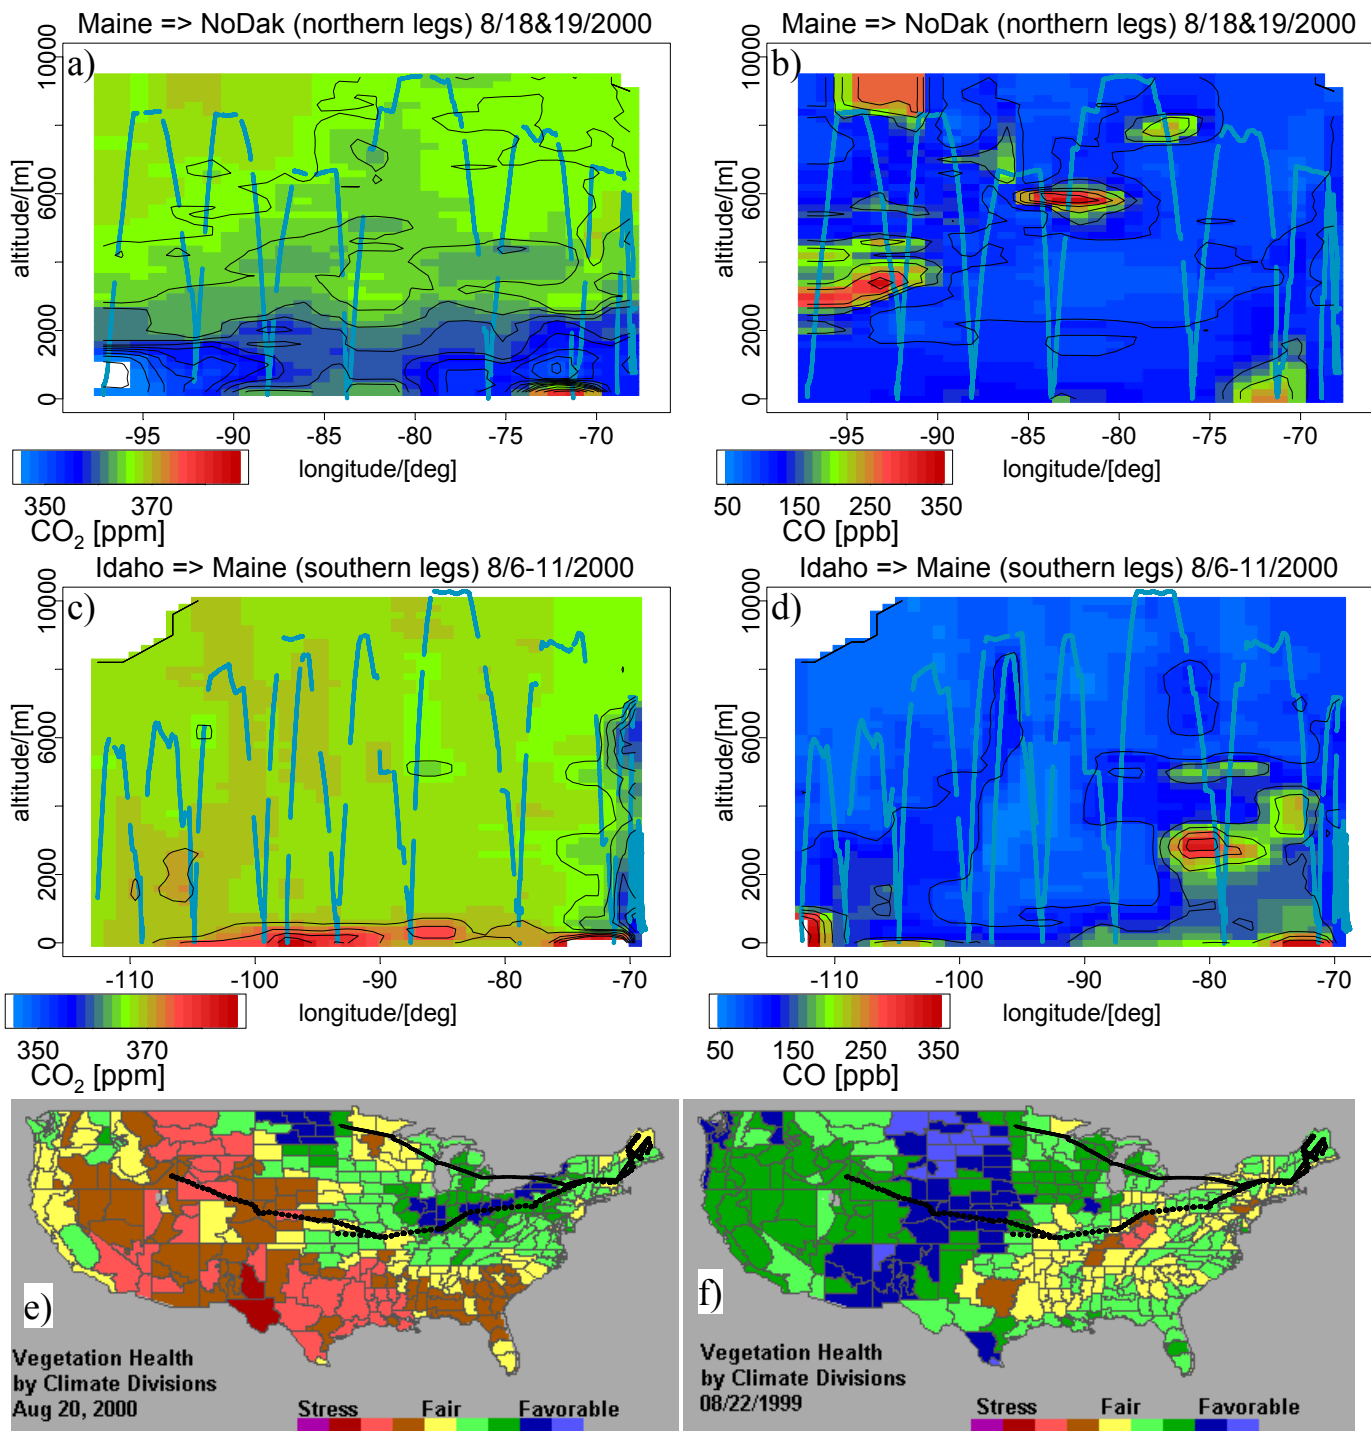 Maine => NoDak (northern legs) 8/18&19/2000
a)
altitude/[m]
0 2000 6000 10000
-95 -90 -85 -80 -75 -70
longitude/[deg]
350 370
CO2 [ppm]
Maine => NoDak (northern legs) 8/18&19/2000
b)
altitude/[m]
0 2000 6000 10000
-95 -90 -85 -80 -75 -70
longitude/[deg]
50 150 250 350
CO [ppb]
Idaho => Maine (southern legs) 8/6-11/2000
c)
altitude/[m]
0 2000 6000 10000
-110 -100 -90 -80 -70
longitude/[deg]
350 370
CO2 [ppm]
Idaho => Maine (southern legs) 8/6-11/2000
d)
altitude/[m]
0 2000 6000 10000
-110 -100 -90 -80 -70
longitude/[deg]
50 150 250 350
CO [ppb]
e)
Vegetation Health
by Climate Divisions
Aug 20, 2000
Stress Fair Favorable
f)
Vegetation Health
by Climate Divisions
08/22/1999
Stress Fair Favorable